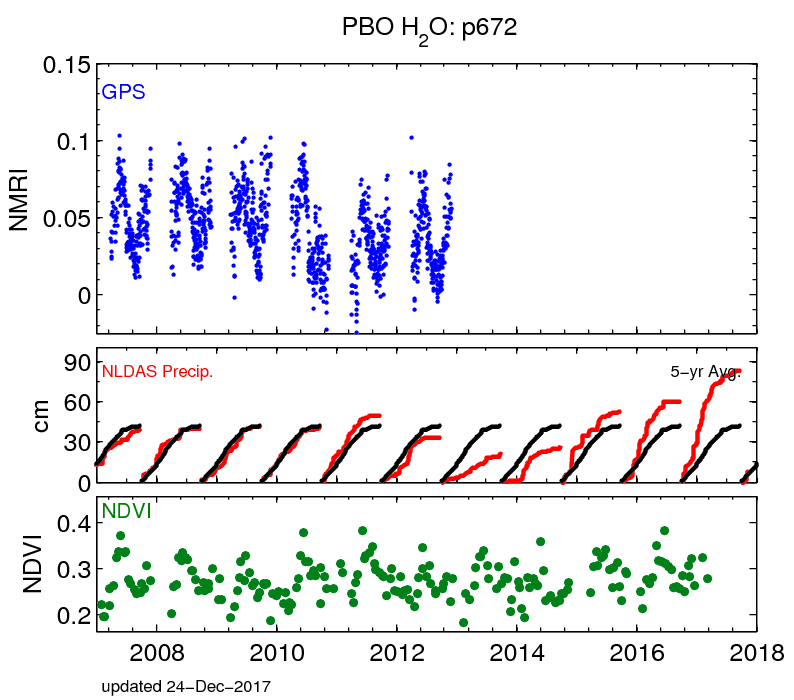 PBO H2O: p672
0.15
GPS
0.1
NMRI
0.05
0
90
NLDAS Precip.
5−yr Avg.
60
cm
30
0
NDVI
0.4
NDVI
0.3
0.2
2008 2010 2012 2014 2016 2018
updated 24−Dec−2017